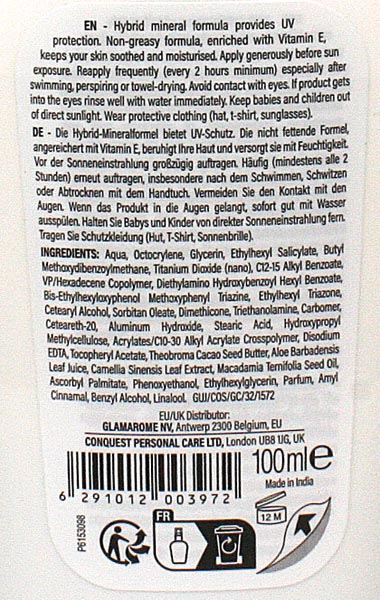 EN - Hybrid mineral formula provides UV
protection. Non-greasy formula, enriched with Vitamin E,
keeps your skin soothed and moisturised. Apply generously before sun
exposure. Reapply frequently (every 2 hours minimum) especially after
swimming, perspiring or towel-drying. Avoid contact with eyes. If product gets
into the eyes rinse well with water immediately. Keep babies and children out
of direct sunlight. Wear protective clothing (hat, t-shirt, sunglasses).
DE - Die Hybrid-Mineralformel bietet UV-Schutz. Die nicht fettende Formel,
angereichert mit Vitamin E, beruhigt Ihre Haut und versorgt sie mit Feuchtigkeit.
Vor der Sonneneinstrahlung großzügig auftragen. Häufig (mindestens alle 2
Stunden) erneut auftragen, insbesondere nach dem Schwimmen, Schwitzen
oder Abtrocknen mit dem Handtuch. Vermeiden Sie den Kontakt mit den
Augen. Wenn das Produkt in die Augen gelangt, sofort gut mit Wasser
ausspülen. Halten Sie Babys und Kinder von direkter Sonneneinstrahlung fern.
Tragen Sie Schutzkleidung (Hut, T-Shirt, Sonnenbrille).
INGREDIENTS: Aqua, Octocrylene, Glycerin, Ethylhexyl Salicylate, Butyl
Methoxydibenzoylmethane, Titanium Dioxide (nano), C12-15 Alkyl Benzoate,
VP/Hexadecene Copolymer, Diethylamino Hydroxybenzoyl Hexyl Benzoate,
Bis-Ethylhexyloxyphenol Methoxyphenyl Triazine, Ethylhexyl Triazone,
Cetearyl Alcohol, Sorbitan Oleate, Dimethicone, Triethanolamine, Carbomer,
Ceteareth-20, Aluminum Hydroxide, Stearic Acid, Hydroxypropyl
Methylcellulose, Acrylates/C10-30 Alkyl Acrylate Crosspolymer, Disodium
EDTA, Tocopheryl Acetate, Theobroma Cacao Seed Butter, Aloe Barbadensis
Leaf Juice, Camellia Sinensis Leaf Extract, Macadamia Ternifolia Seed Oil,
Ascorbyl Palmitate, Phenoxyethanol, Ethylhexylglycerin, Parfum, Amyl
Cinnamal, Benzyl Alcohol, Linalool. GUJ/COS/GC/32/1572
EU/UK Distributor:
GLAMAROME NV, Antwerp 2300 Belgium, EU
CONQUEST PERSONAL CARE LTD, London UB8 1JG, UK
100ml e
Made in India
6 291012 003972
12 M
P6153098
FR